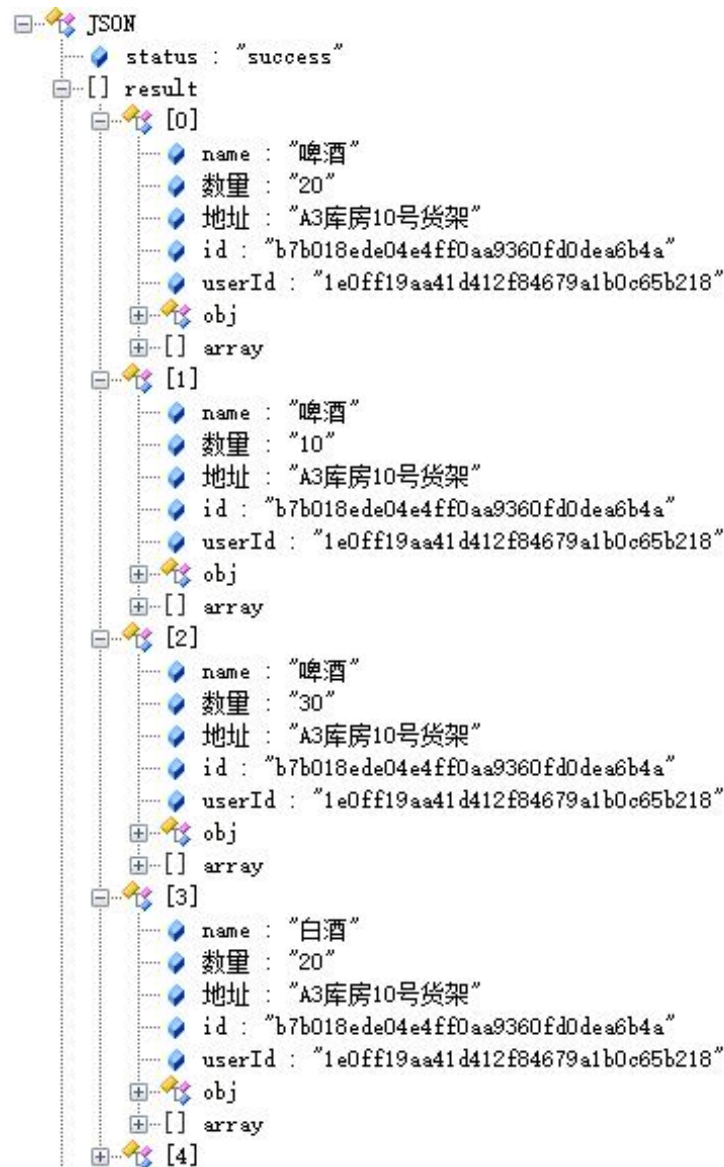 JSON
status : "success"
[] result
[0]
name : "啤酒"
数量 : "20"
地址 : "A3库房10号货架"
id : "b7b018ede04e4ff0aa9360fd0dea6b4a"
userId : "1e0ff19aa41d412f84679a1b0c65b218"
obj
[] array
[1]
name : "啤酒"
数量 : "10"
地址 : "A3库房10号货架"
id : "b7b018ede04e4ff0aa9360fd0dea6b4a"
userId : "1e0ff19aa41d412f84679a1b0c65b218"
obj
[] array
[2]
name : "啤酒"
数量 : "30"
地址 : "A3库房10号货架"
id : "b7b018ede04e4ff0aa9360fd0dea6b4a"
userId : "1e0ff19aa41d412f84679a1b0c65b218"
obj
[] array
[3]
name : "白酒"
数量 : "20"
地址 : "A3库房10号货架"
id : "b7b018ede04e4ff0aa9360fd0dea6b4a"
userId : "1e0ff19aa41d412f84679a1b0c65b218"
obj
[] array
[4]